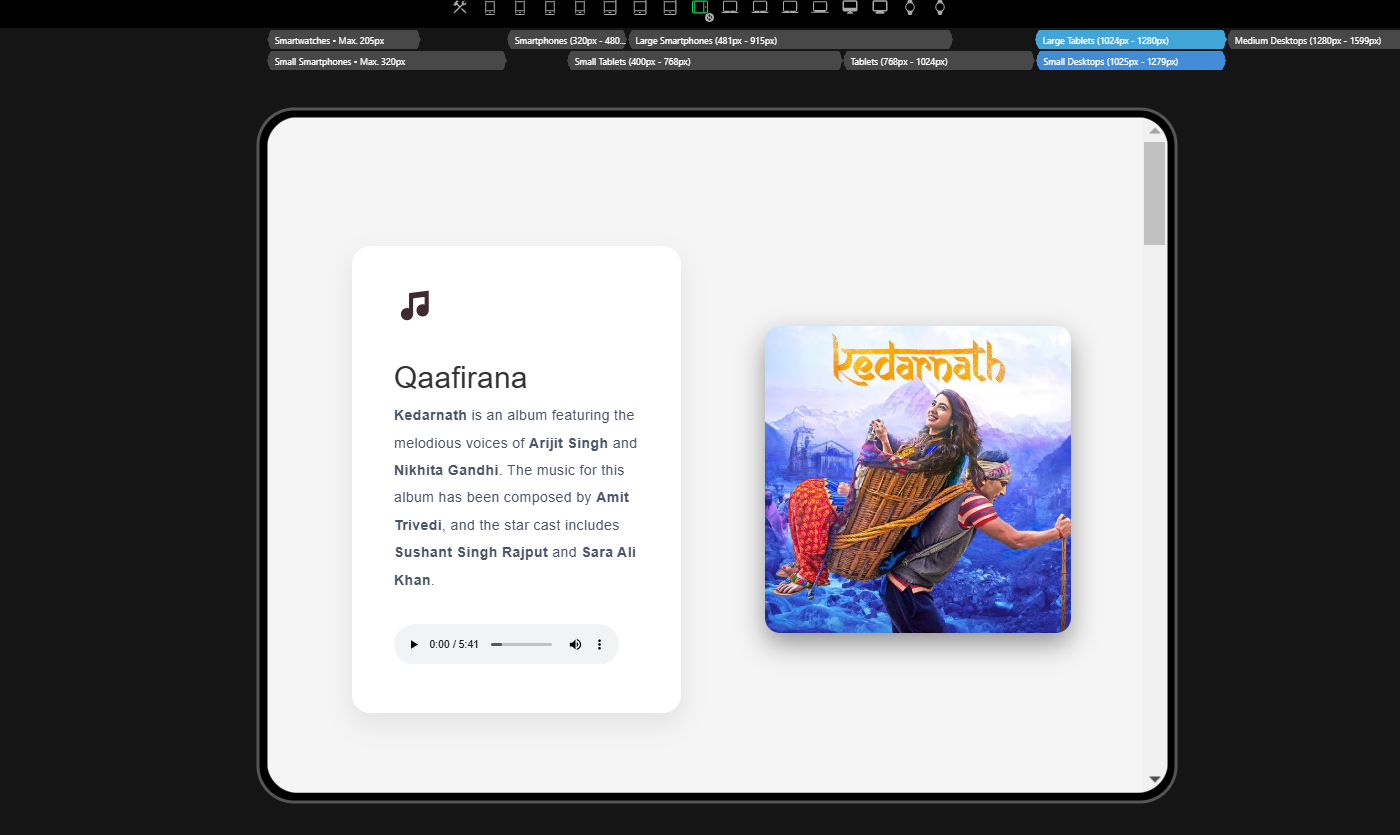 Smartwatches • Max. 205px
Smartphones (320px - 480...
Large Smartphones (481px - 915px)
Large Tablets (1024px - 1280px)
Medium Desktops (1280px - 1599px)
Small Smartphones • Max. 320px
Small Tablets (400px - 768px)
Tablets (768px - 1024px)
Small Desktops (1025px - 1279px)
Qaafirana
Kedarnath is an album featuring the
melodious voices of Arijit Singh and
Nikhita Gandhi. The music for this
album has been composed by Amit
Trivedi, and the star cast includes
Sushant Singh Rajput and Sara Ali
Khan.
0:00 / 5:41
kedarnath